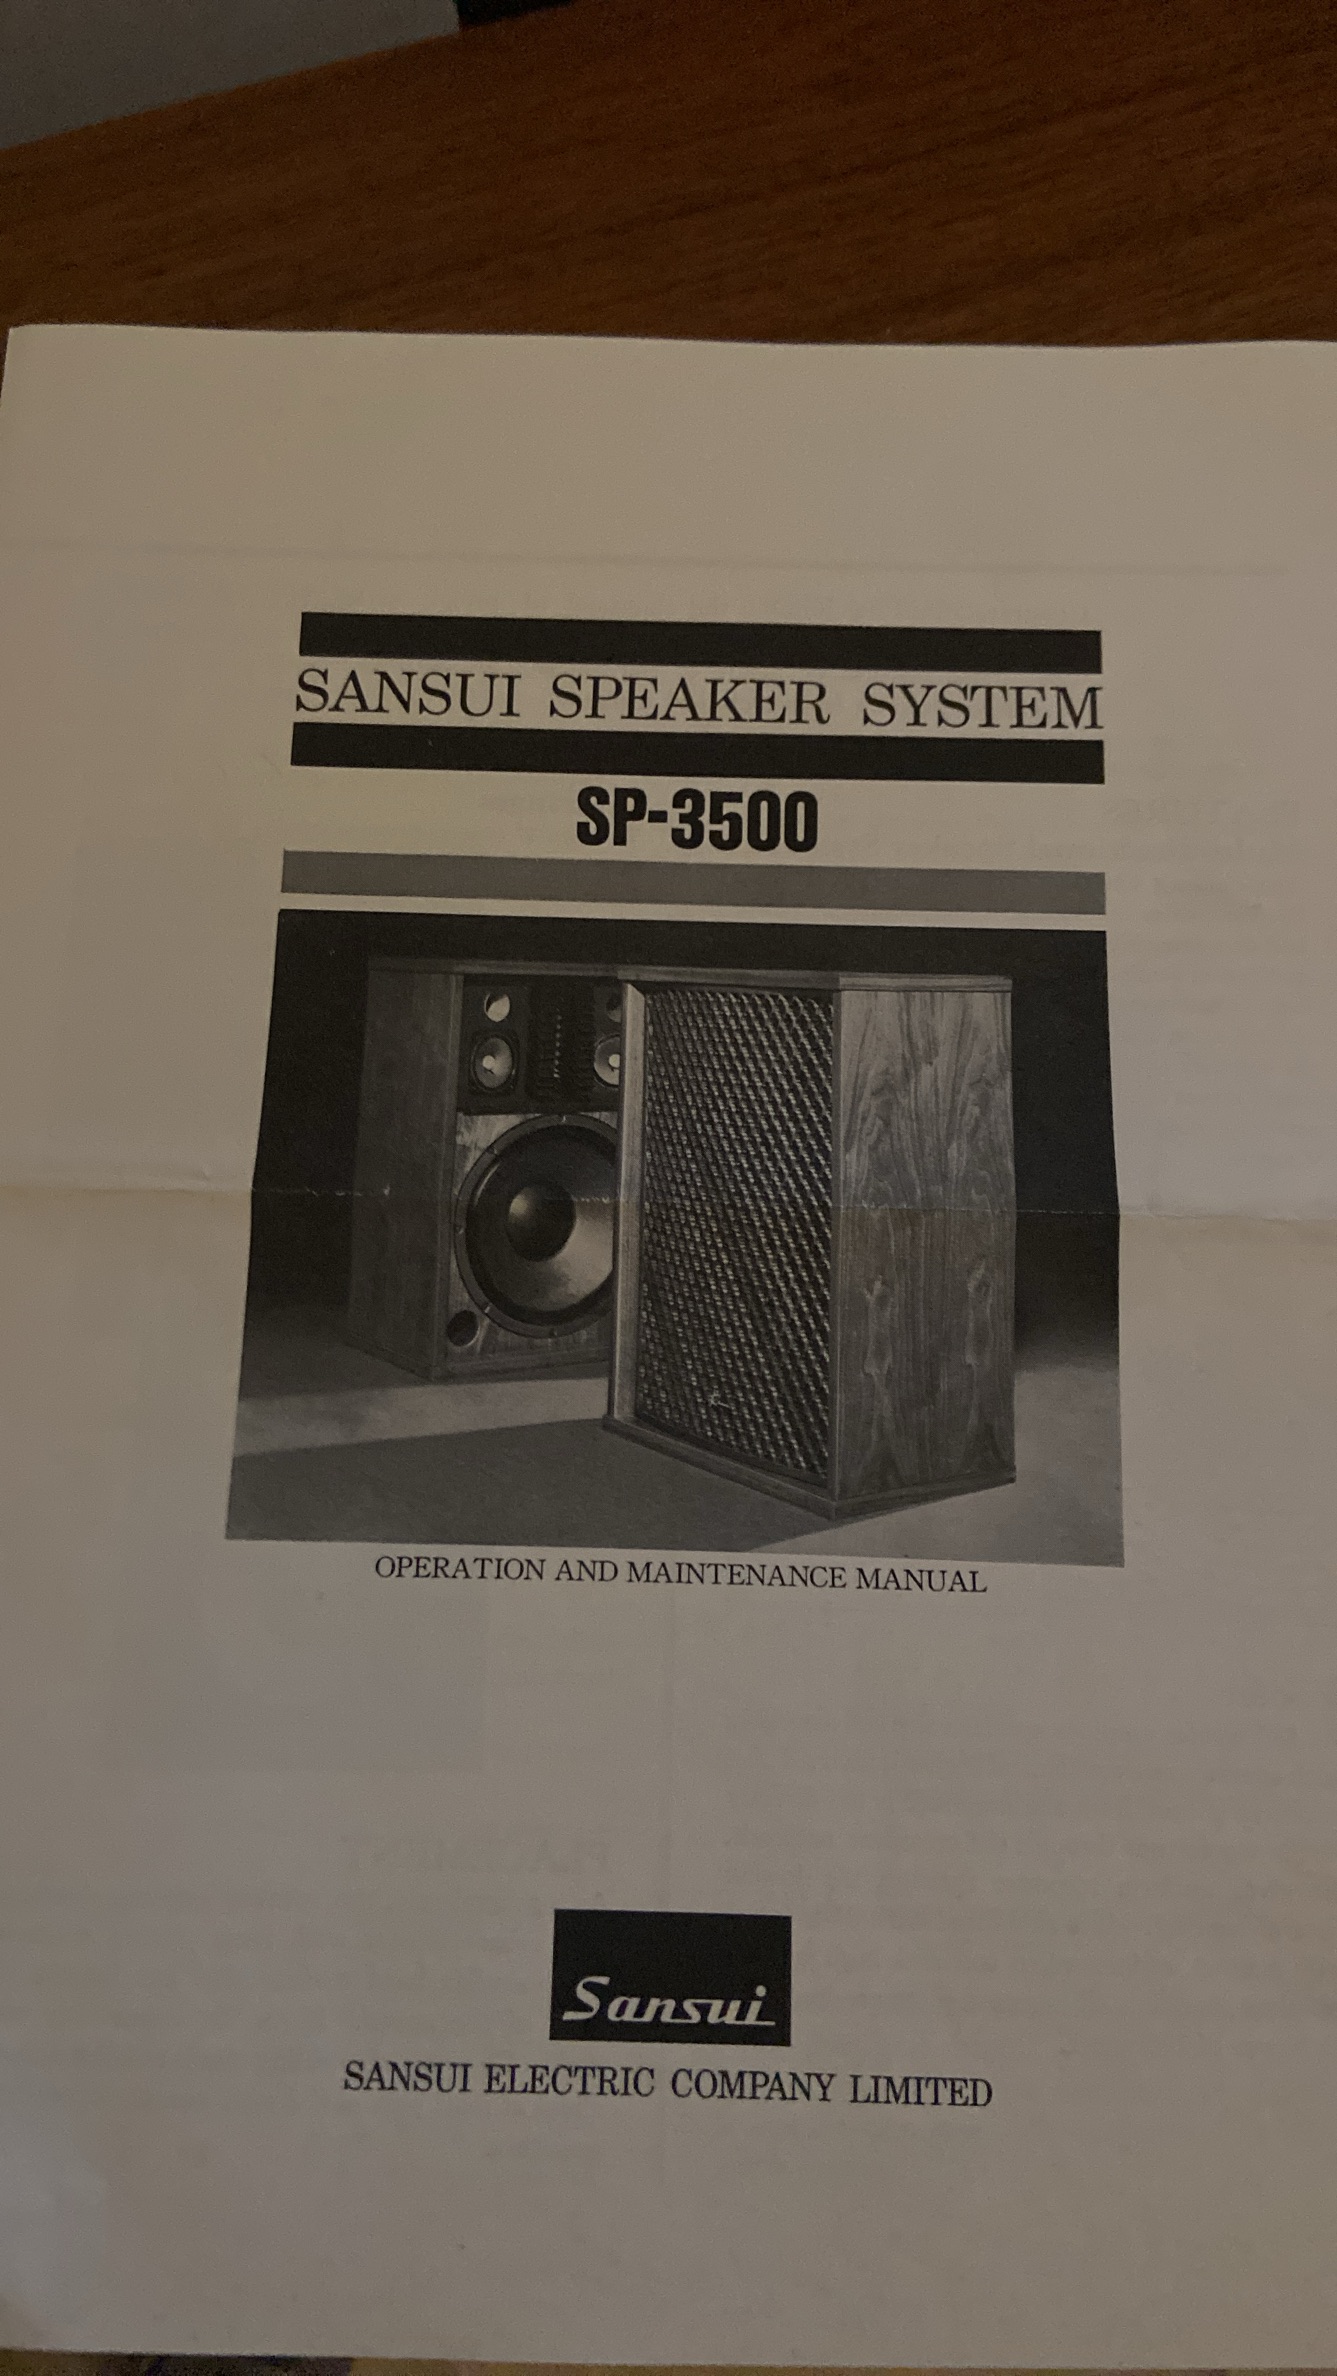 SANSUI SPEAKER SYSTEM
SP-3500
OPERATION AND MAINTENANCE MANUAL
Sansui
SANSUI ELECTRIC COMPANY LIMITED